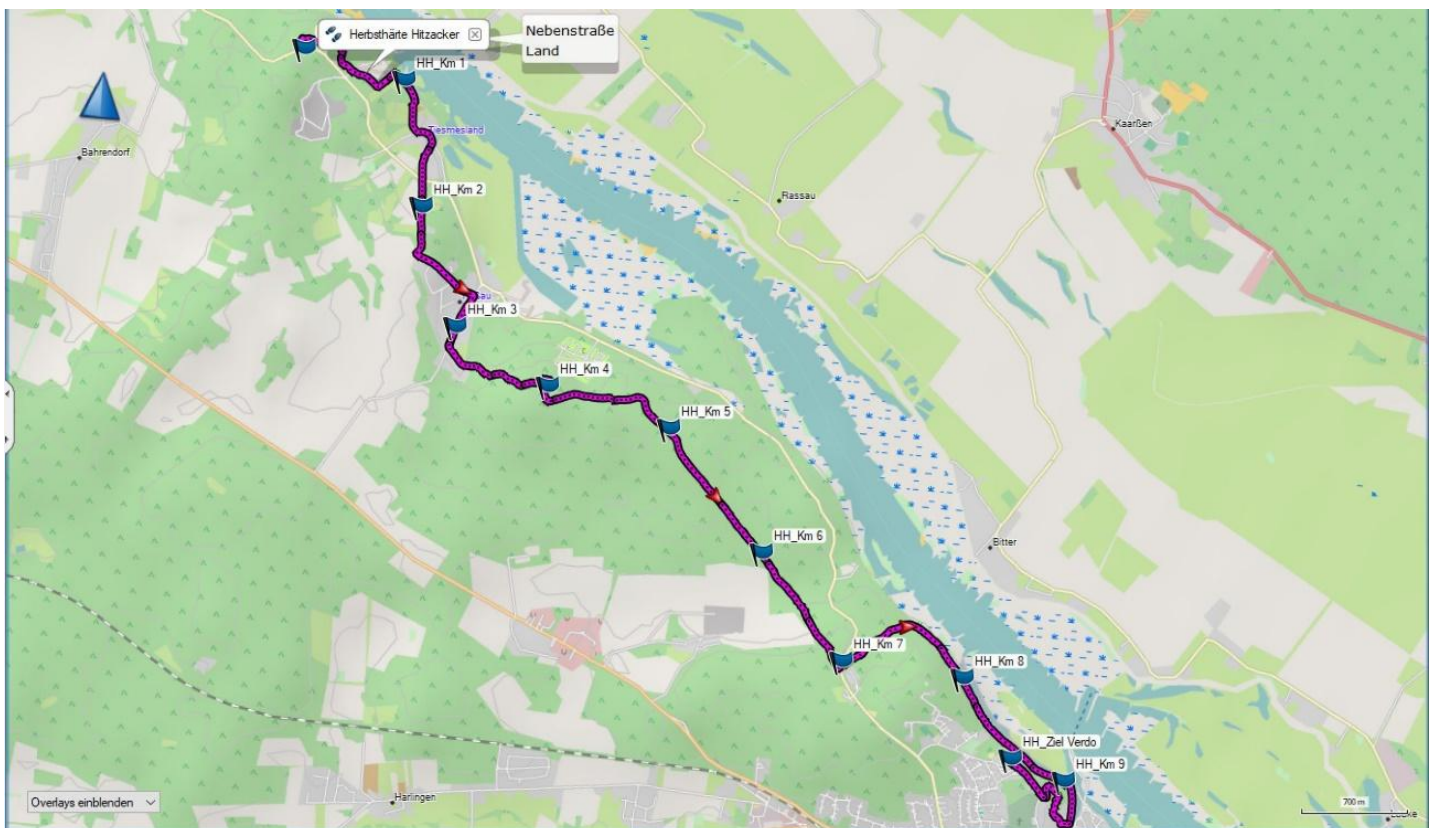 Herbsthärte Hitzacker
Nebenstraße
Land
HH_Km 1
Tiesmesland
Kaarßen
Bahrendorf
HH_Km 2
Rassau
HH_Km 3
HH_Km 4
HH_Km 5
HH_Km 6
Bitter
HH_Km 7
HH_Km 8
HH_Ziel Verdo
HH_Km 9
Overlays einblenden
Harlingen
700 m